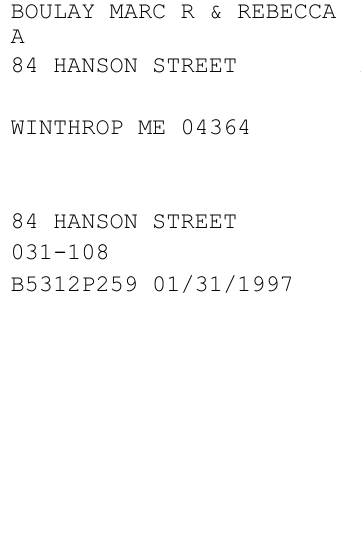 BOULAY MARC R & REBECCA
A
84 HANSON STREET
WINTHROP ME 04364
84 HANSON STREET
031-108
B5312P259 01/31/1997